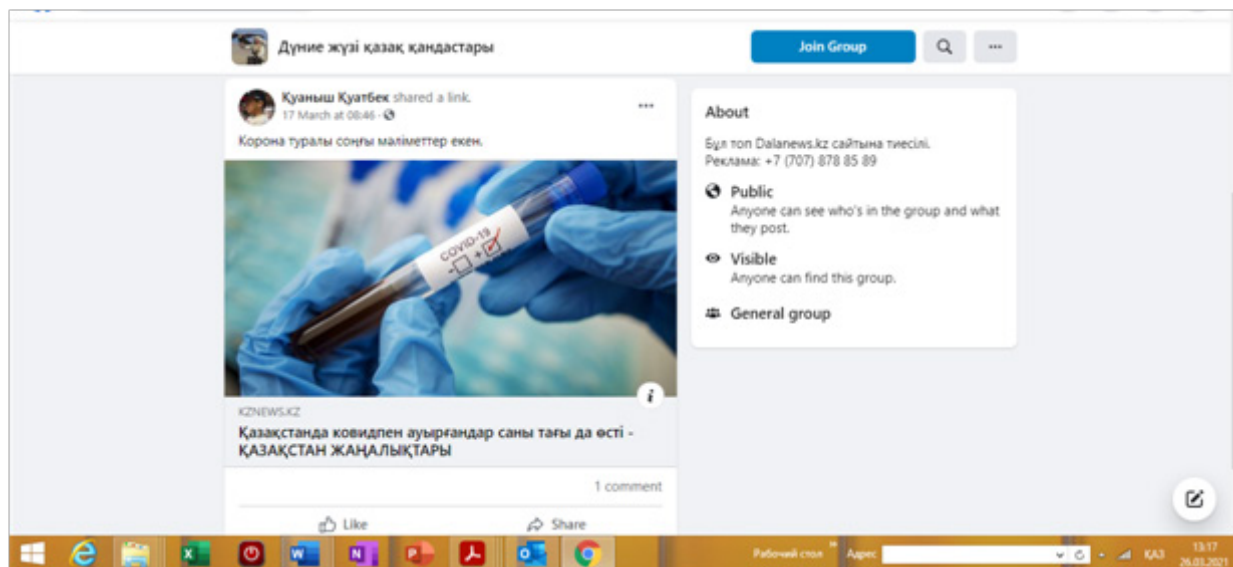 Дүние жүзі қазақ қандастары
Join Group
Қуаныш Қуатбек shared a link.
17 March at 08:46
Корона туралы соңғы мәліметтер екен.
COVID-19
- +
i
KZNEWS.KZ
Қазақстанда ковидпен ауырғандар саны тағы да өсті -
ҚАЗАҚСТАН ЖАҢАЛЫҚТАРЫ
1 comment
Like
Share
About
Бұл топ Dalanews.kz сайтына тиесілі.
Реклама: +7 (707) 878 85 89
Public
Anyone can see who's in the group and what
they post.
Visible
Anyone can find this group.
General group
Рабочий стол
Адрес
ҚАЗ
13:17
26.03.2021